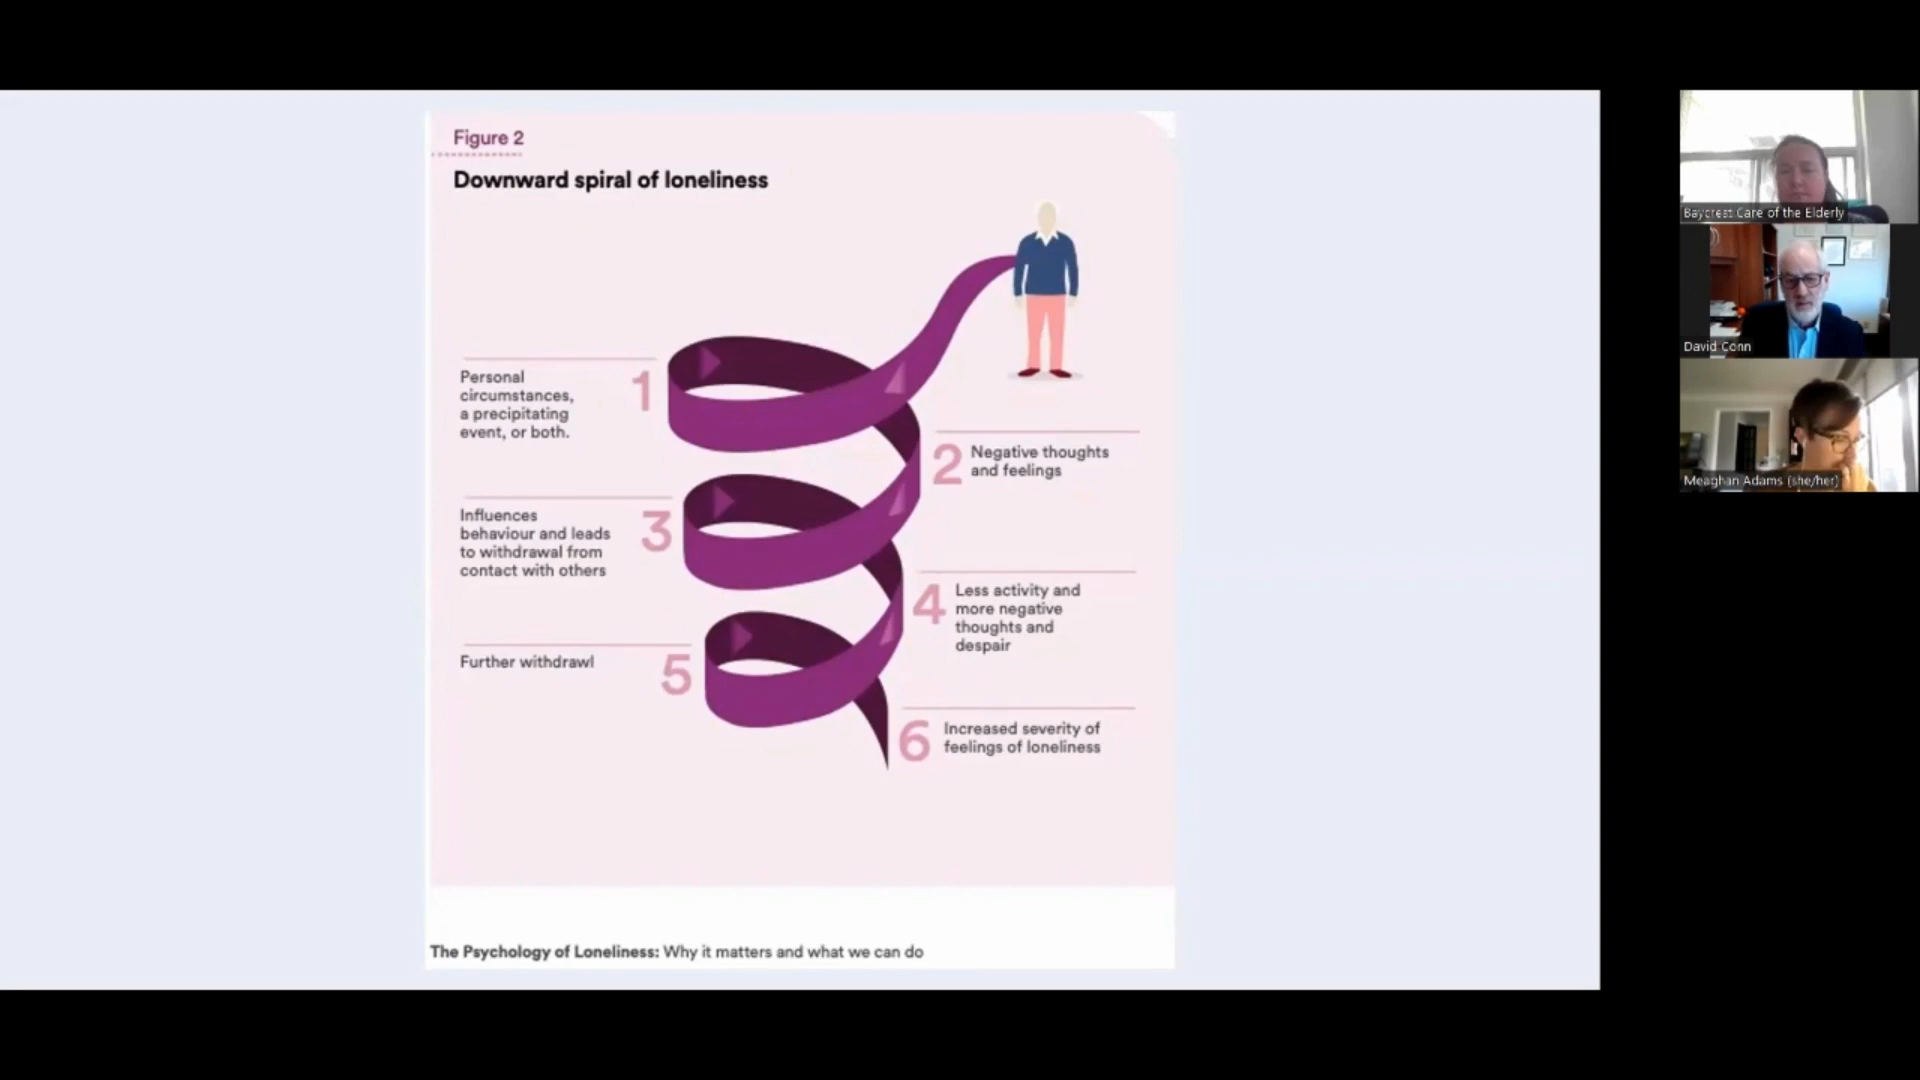 Figure 2
Downward spiral of loneliness
1
Personal
circumstances,
a precipitating
event, or both.
2
Negative thoughts
and feelings
3
Influences
behaviour and leads
to withdrawal from
contact with others
4
Less activity and
more negative
thoughts and
despair
5
Further withdrawl
6
Increased severity of
feelings of loneliness
The Psychology of Loneliness: Why it matters and what we can do
Baycrest Care of the Elderly
David Conn
Meaghan Adams (she/her)